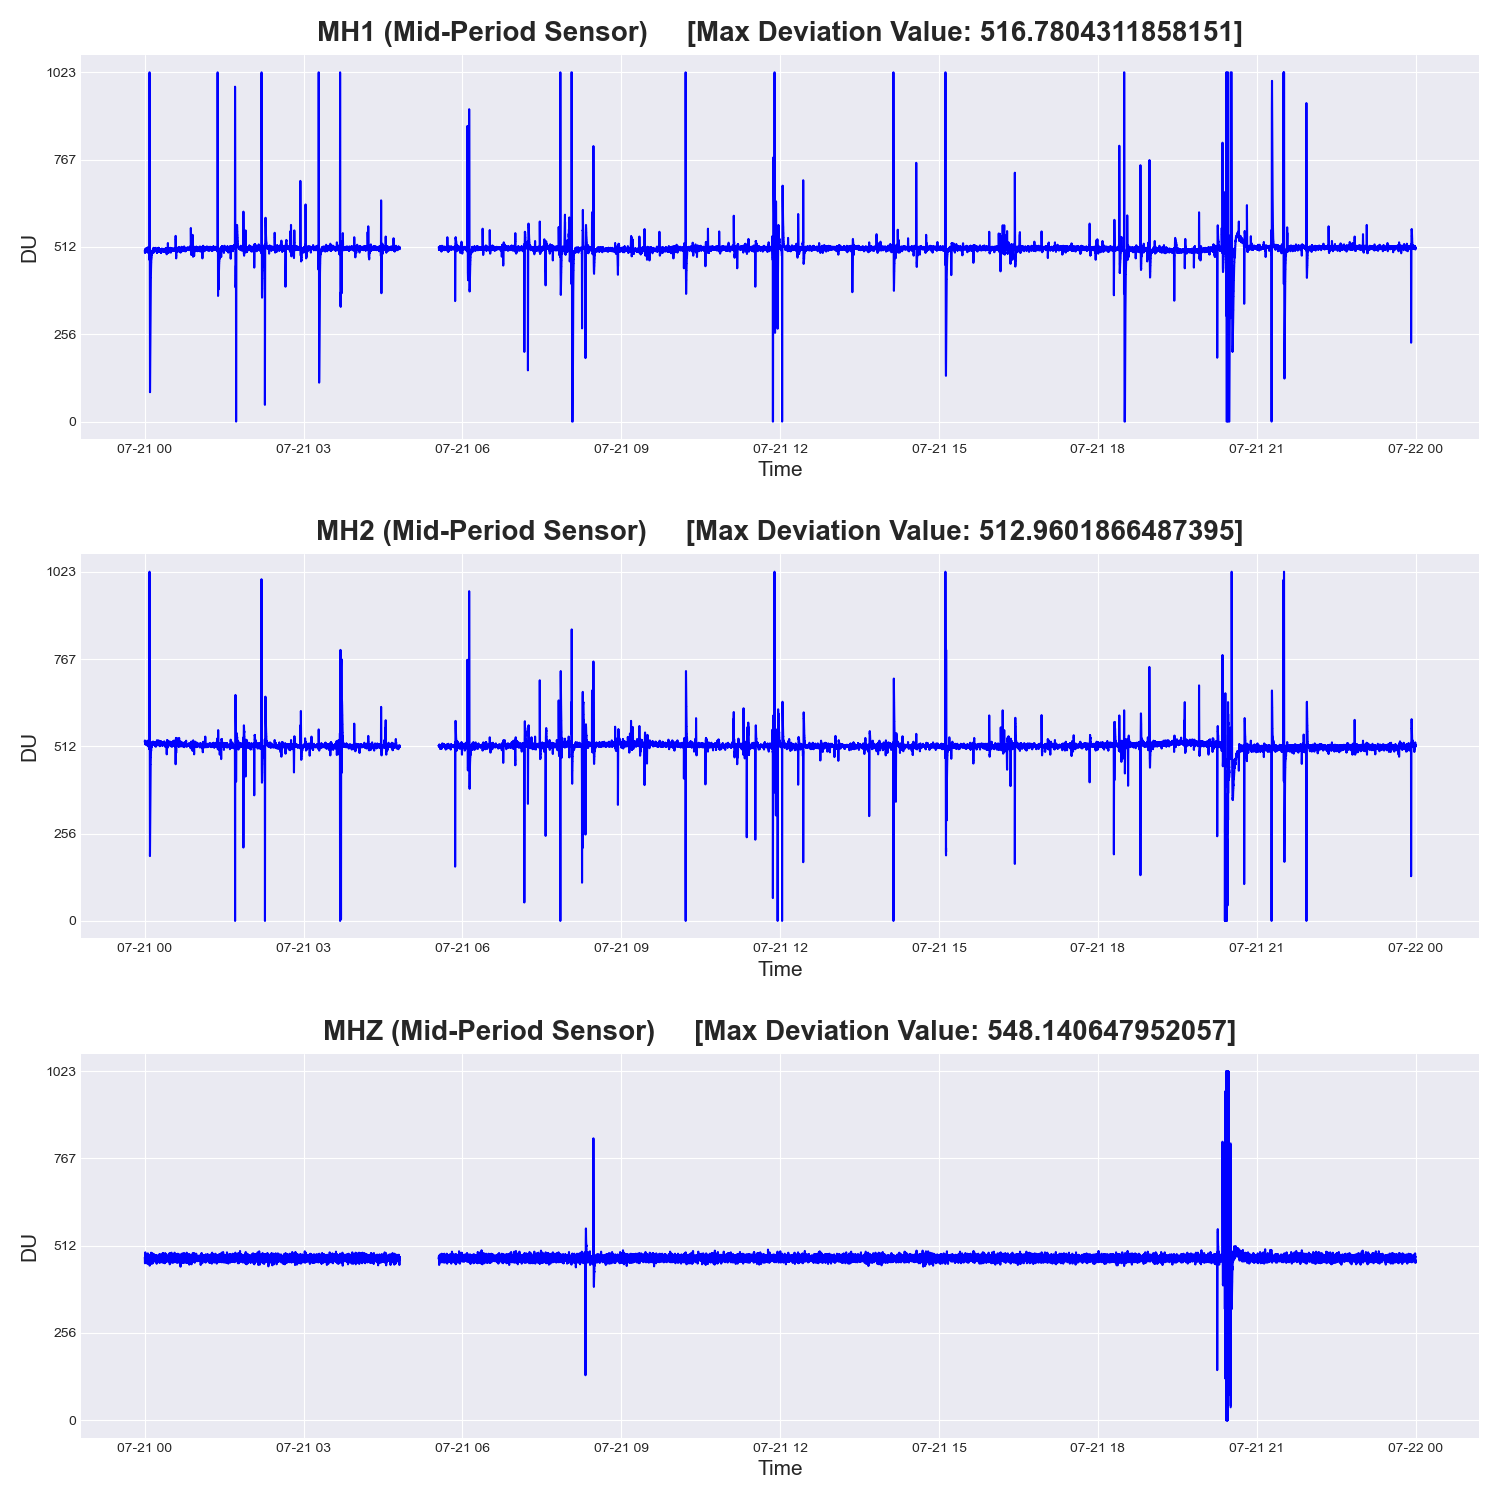 MH1 (Mid-Period Sensor) [Max Deviation Value: 516.7804311858151]
1023
767
512
256
0
DU
07-21 00 07-21 03 07-21 06 07-21 09 07-21 12 07-21 15 07-21 18 07-21 21 07-22 00
Time
MH2 (Mid-Period Sensor) [Max Deviation Value: 512.9601866487395]
1023
767
512
256
0
DU
07-21 00 07-21 03 07-21 06 07-21 09 07-21 12 07-21 15 07-21 18 07-21 21 07-22 00
Time
MHZ (Mid-Period Sensor) [Max Deviation Value: 548.140647952057]
1023
767
512
256
0
DU
07-21 00 07-21 03 07-21 06 07-21 09 07-21 12 07-21 15 07-21 18 07-21 21 07-22 00
Time